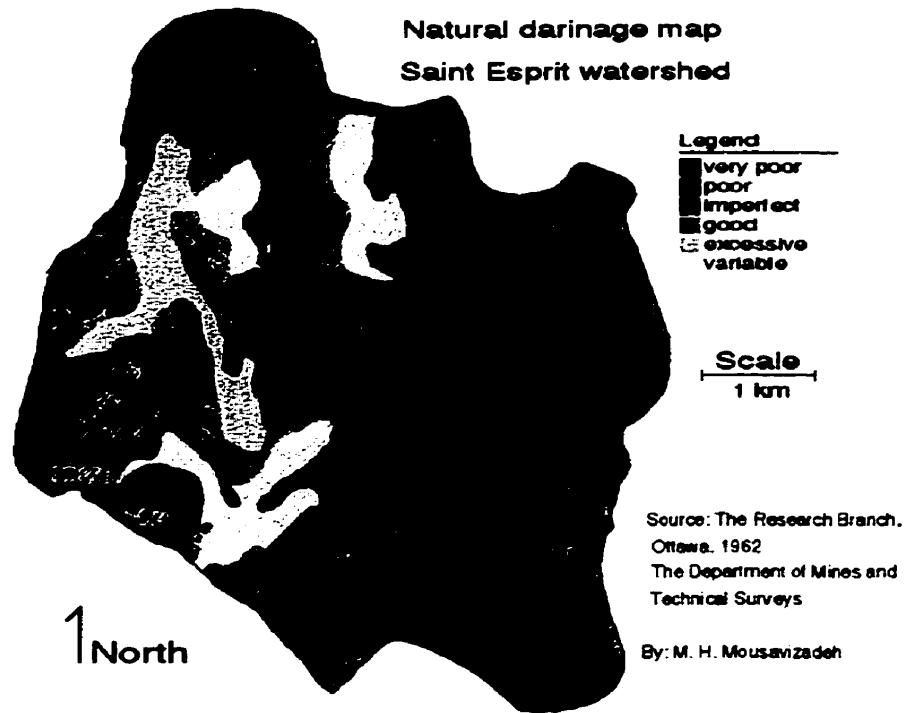 Natural darinage map
Saint Esprit watershed
Legend
very poor
poor
imperfect
good
excessive
variable
Scale
1 km
Source: The Research Branch.
Ottawa. 1962
The Department of Mines and
Technical Surveys
North
By: M. H. Mousavizadeh